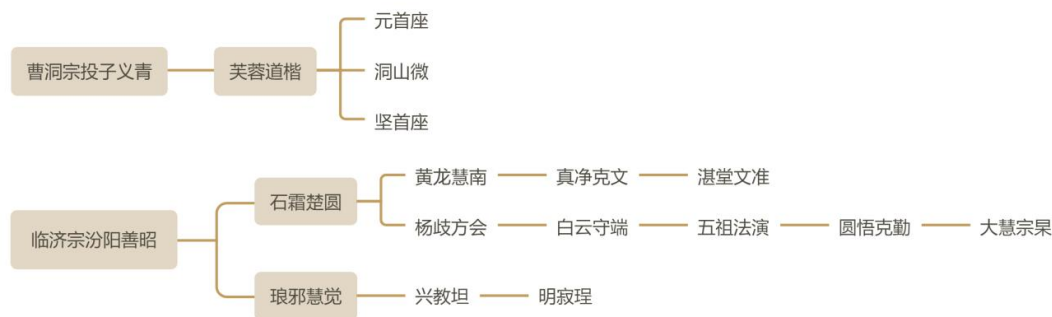 元首座
曹洞宗投子义青
芙蓉道楷
洞山微
坚首座
黄龙慧南
真净克文
湛堂文准
石霜楚圆
杨歧方会
白云守端
五祖法演
圆悟克勤
大慧宗杲
临济宗汾阳善昭
琅邪慧觉
兴教坦
明寂珵